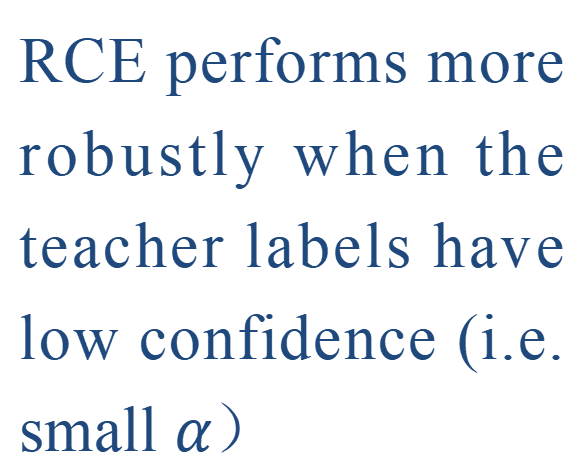 RCE performs more
robustly when the
teacher labels have
low confidence (i.e.
small α）